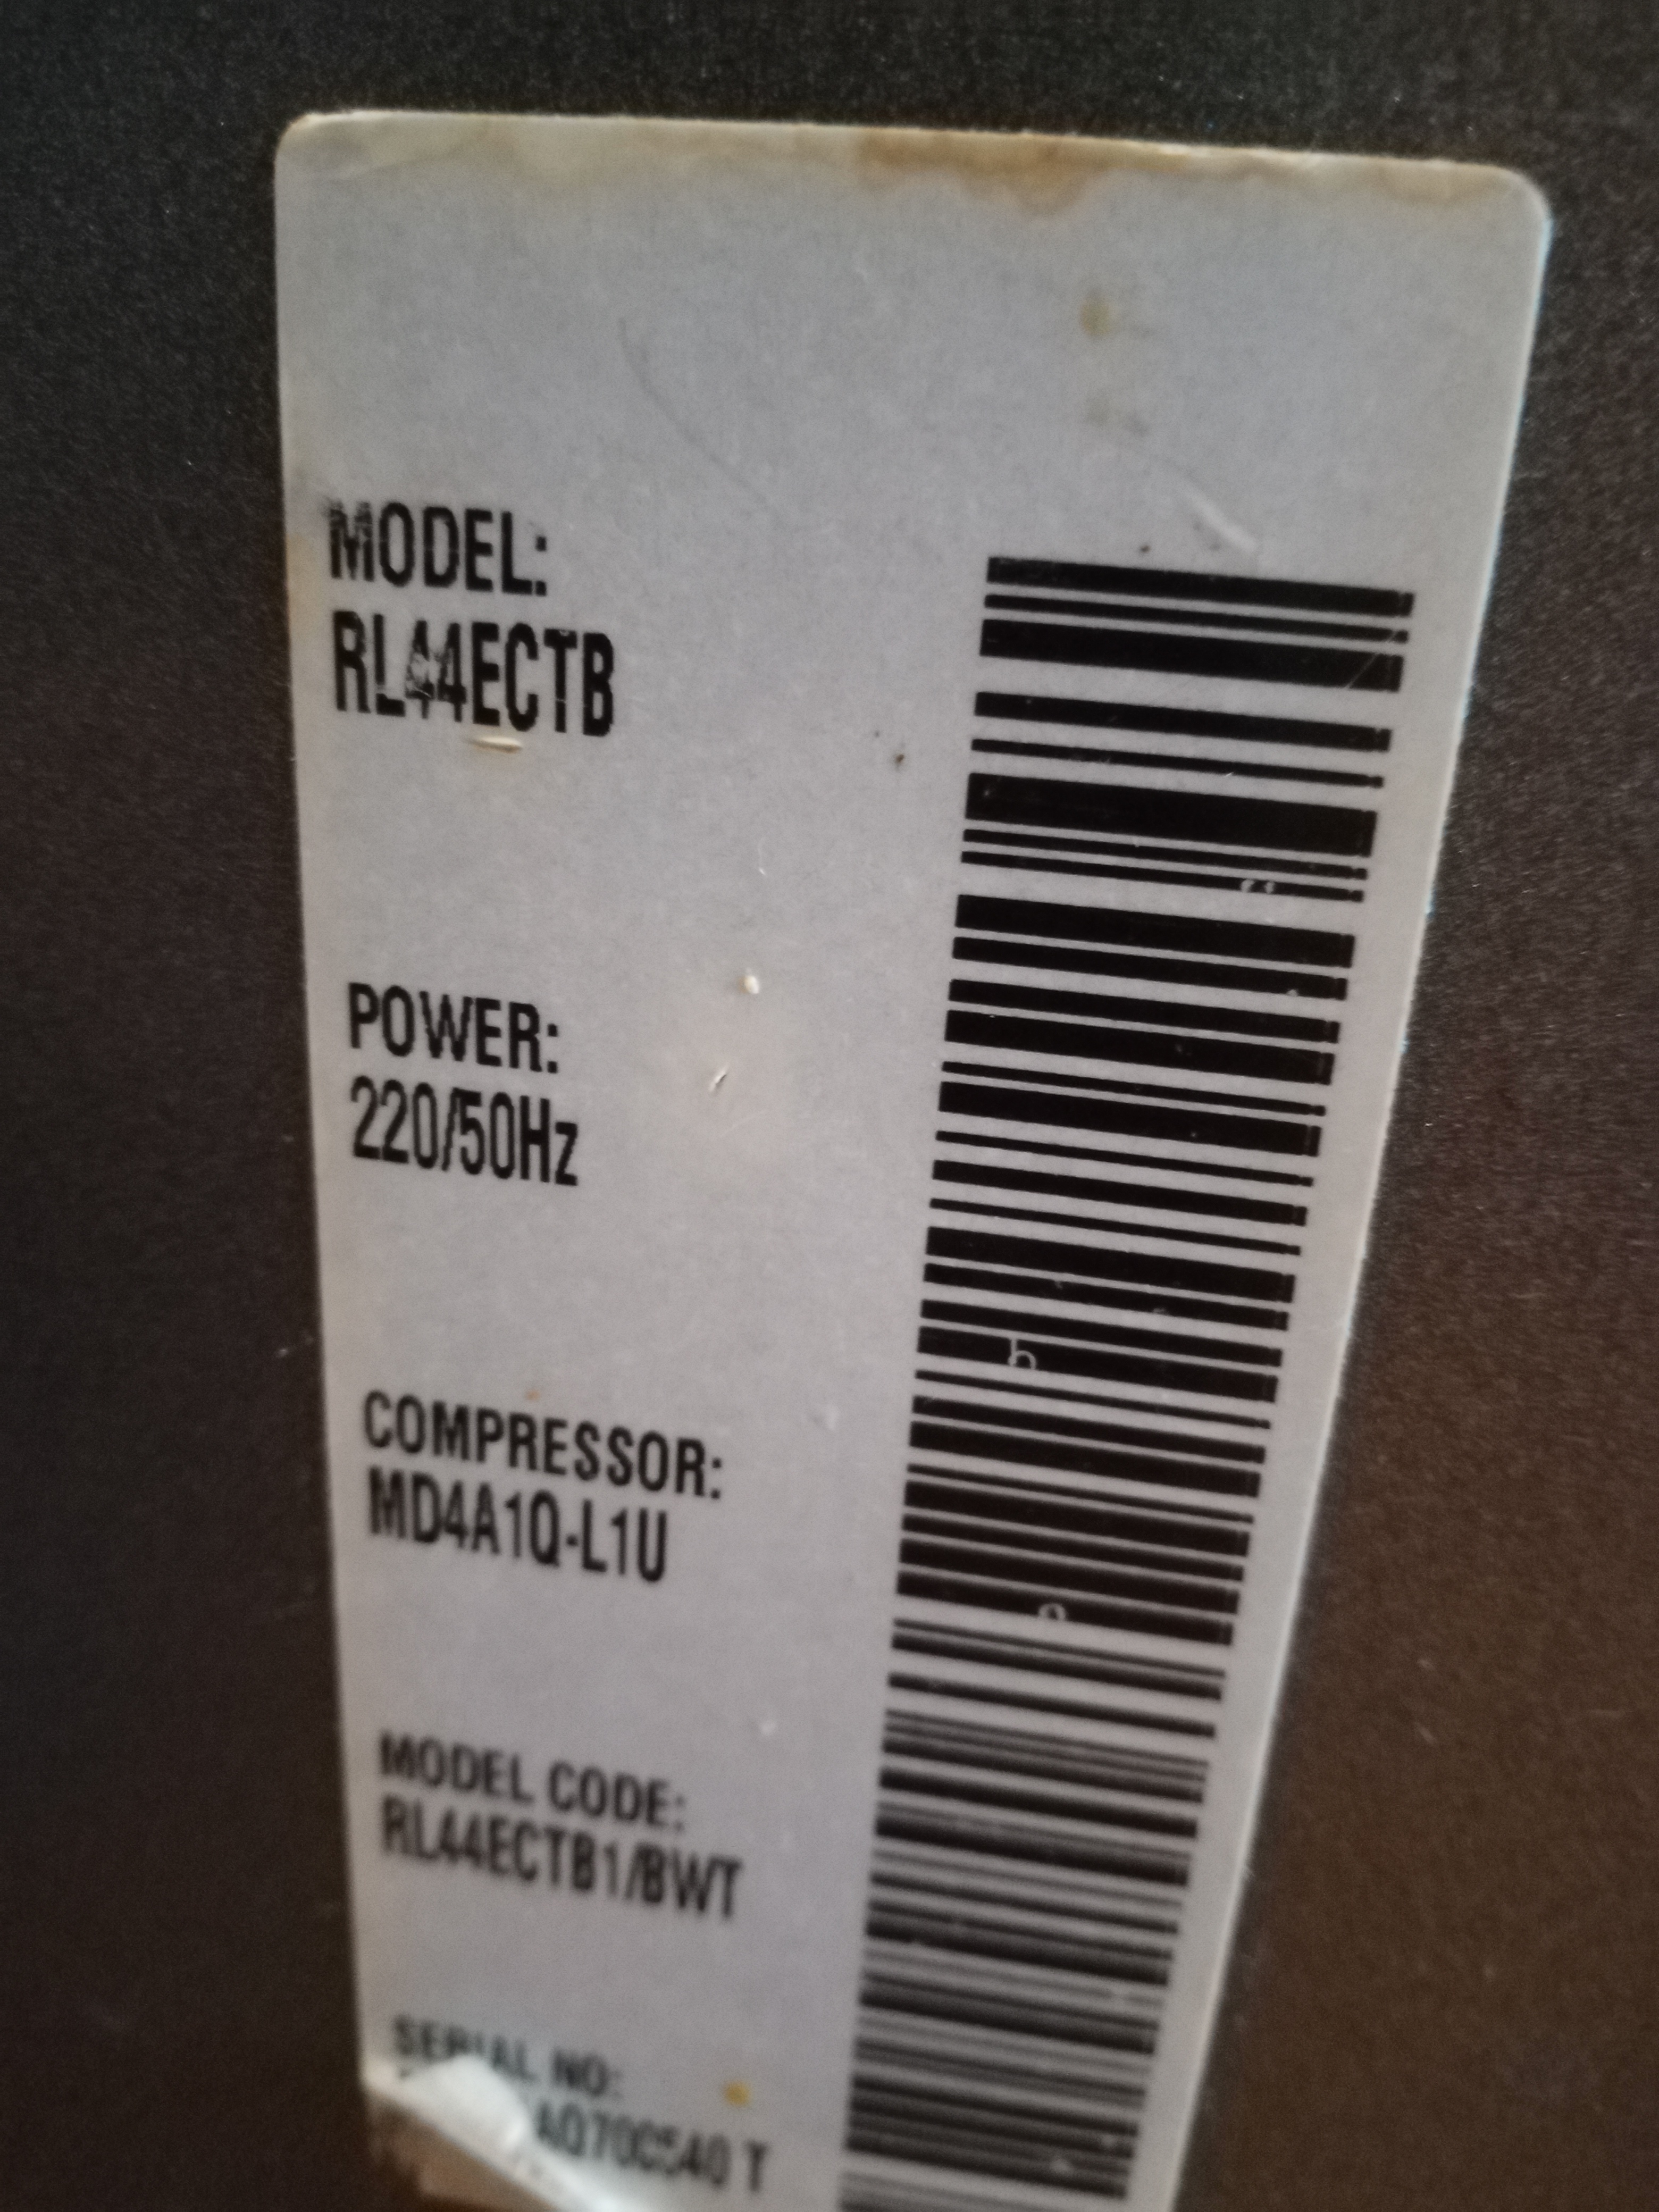 MODEL:
RL44ECTB
POWER:
220/50Hz
COMPRESSOR:
MD4A1Q-L1U
MODEL CODE:
RL44ECTB1/BWT
SERIAL NO: